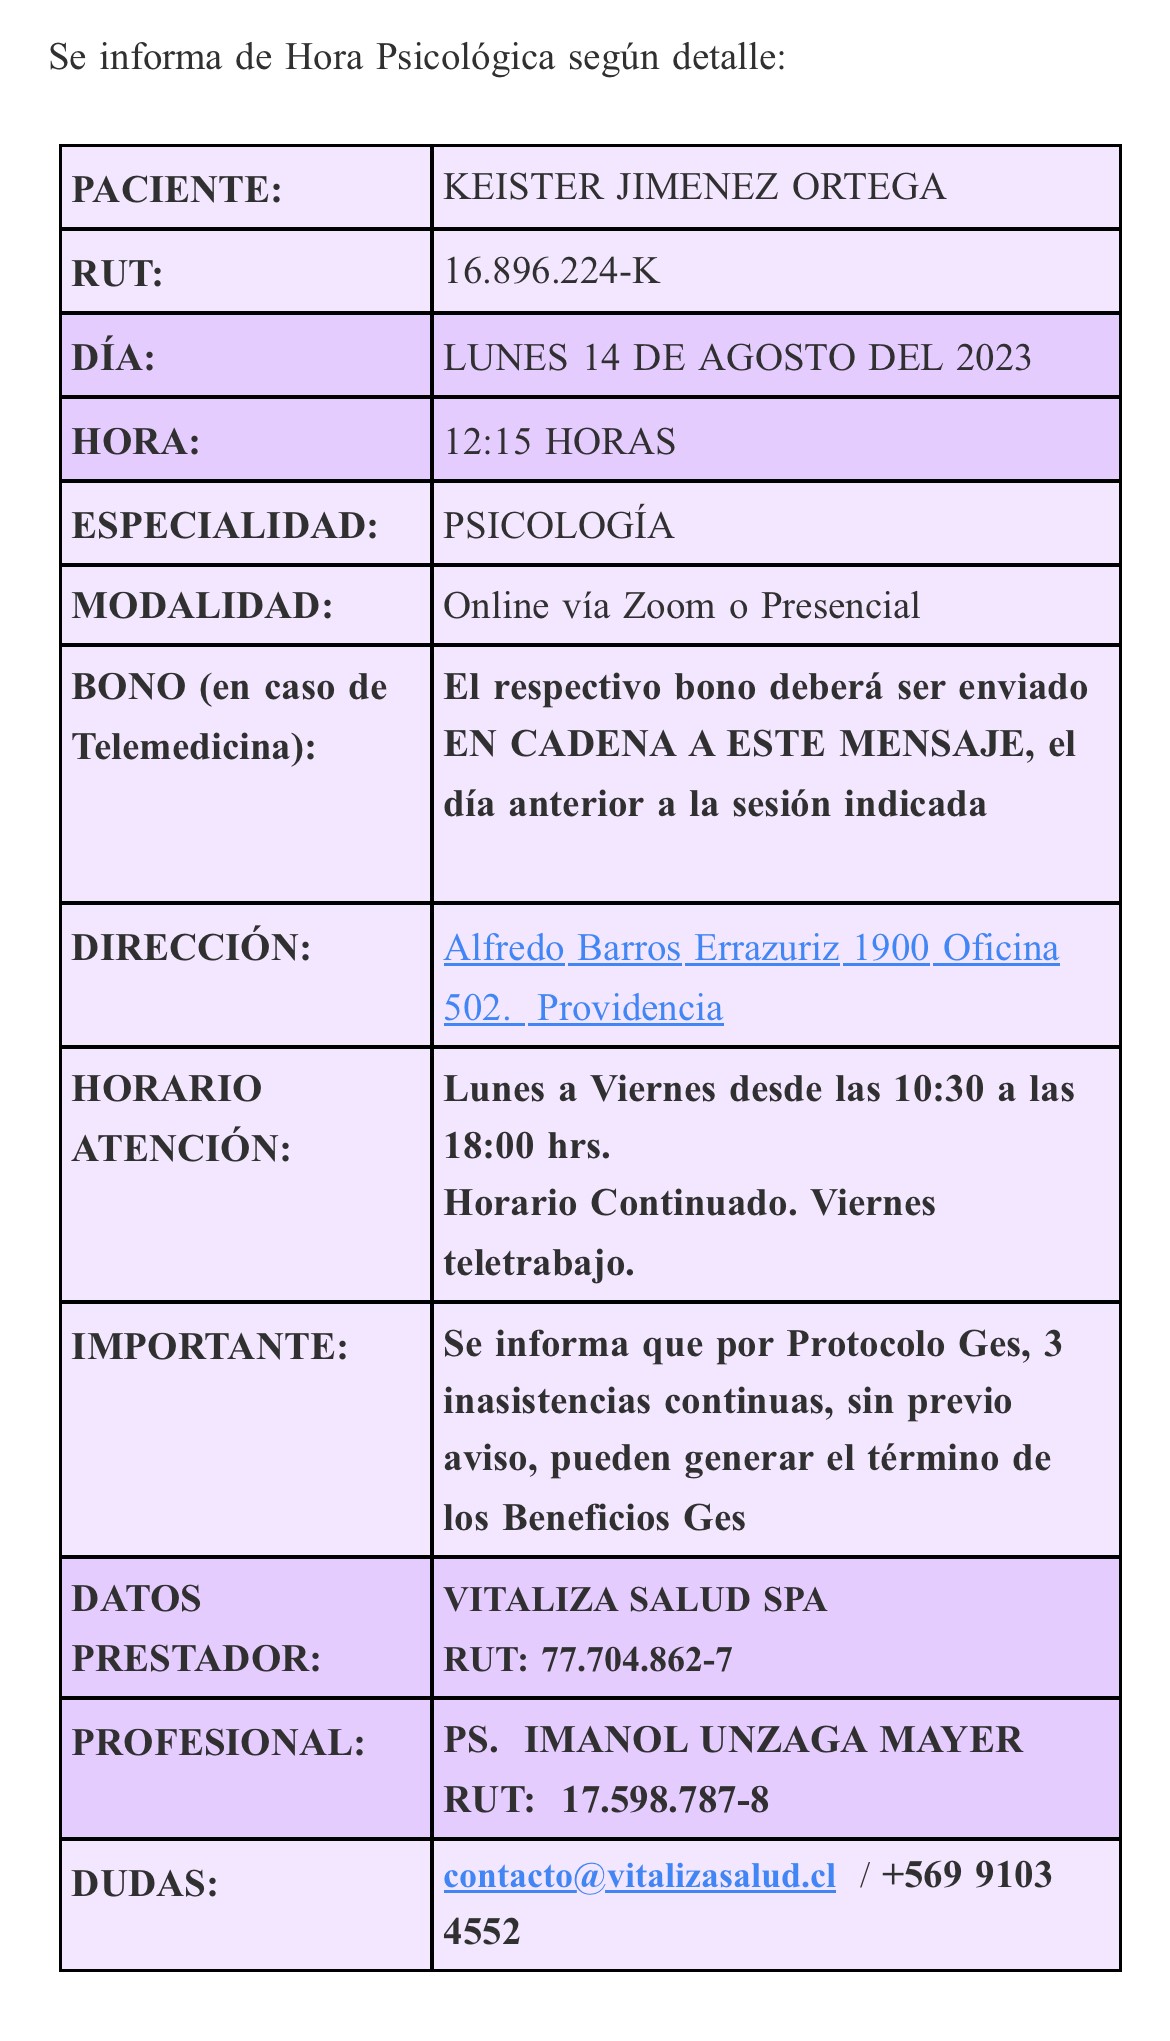 Se informa de Hora Psicológica según detalle:
PACIENTE:
KEISTER JIMENEZ ORTEGA
RUT:
16.896.224-K
DÍA:
LUNES 14 DE AGOSTO DEL 2023
HORA:
12:15 HORAS
ESPECIALIDAD:
PSICOLOGÍA
MODALIDAD:
Online vía Zoom o Presencial
BONO (en caso de
Telemedicina):
El respectivo bono deberá ser enviado
EN CADENA A ESTE MENSAJE, el
día anterior a la sesión indicada
DIRECCIÓN:
Alfredo Barros Errazuriz 1900 Oficina
502.  Providencia
HORARIO
ATENCIÓN:
Lunes a Viernes desde las 10:30 a las
18:00 hrs.
Horario Continuado. Viernes
teletrabajo.
IMPORTANTE:
Se informa que por Protocolo Ges, 3
inasistencias continuas, sin previo
aviso, pueden generar el término de
los Beneficios Ges
DATOS
PRESTADOR:
VITALIZA SALUD SPA
RUT: 77.704.862-7
PROFESIONAL:
PS.  IMANOL UNZAGA MAYER
RUT:  17.598.787-8
DUDAS:
contacto@vitalizasalud.cl  / +569 9103
4552